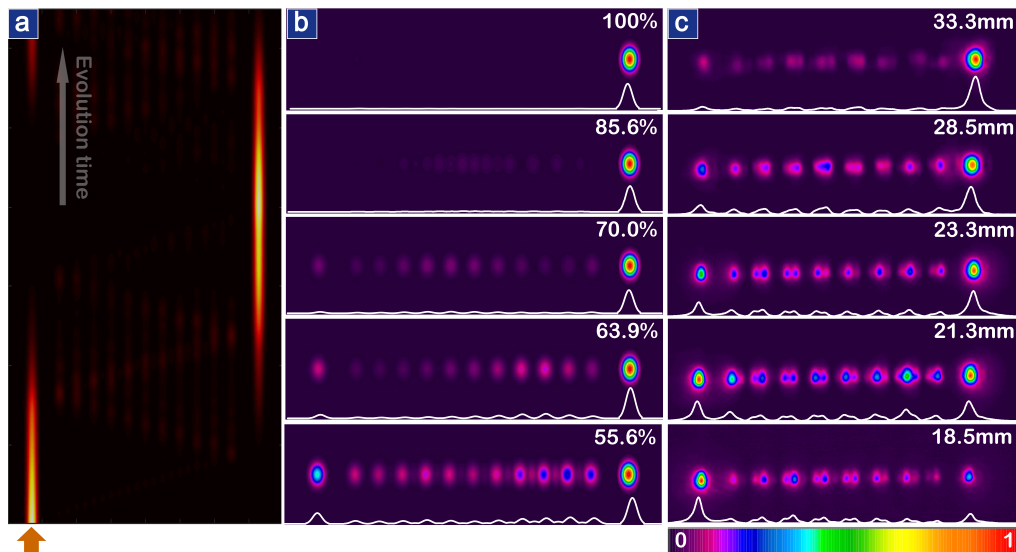 a
Evolution time
b
100%
85.6%
70.0%
63.9%
55.6%
c
33.3mm
28.5mm
23.3mm
21.3mm
18.5mm
0
1